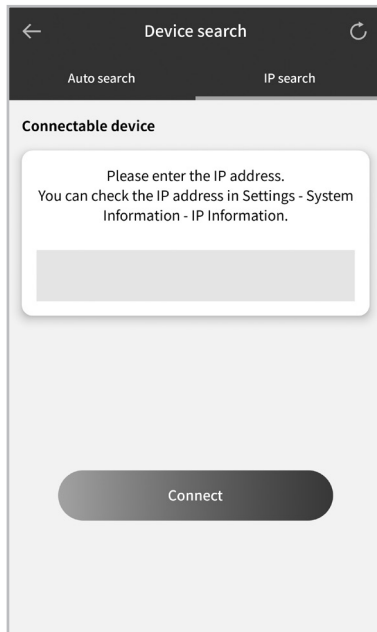 Device search
Auto search
IP search
Connectable device
Please enter the IP address.
You can check the IP address in Settings - System
Information - IP Information.
Connect